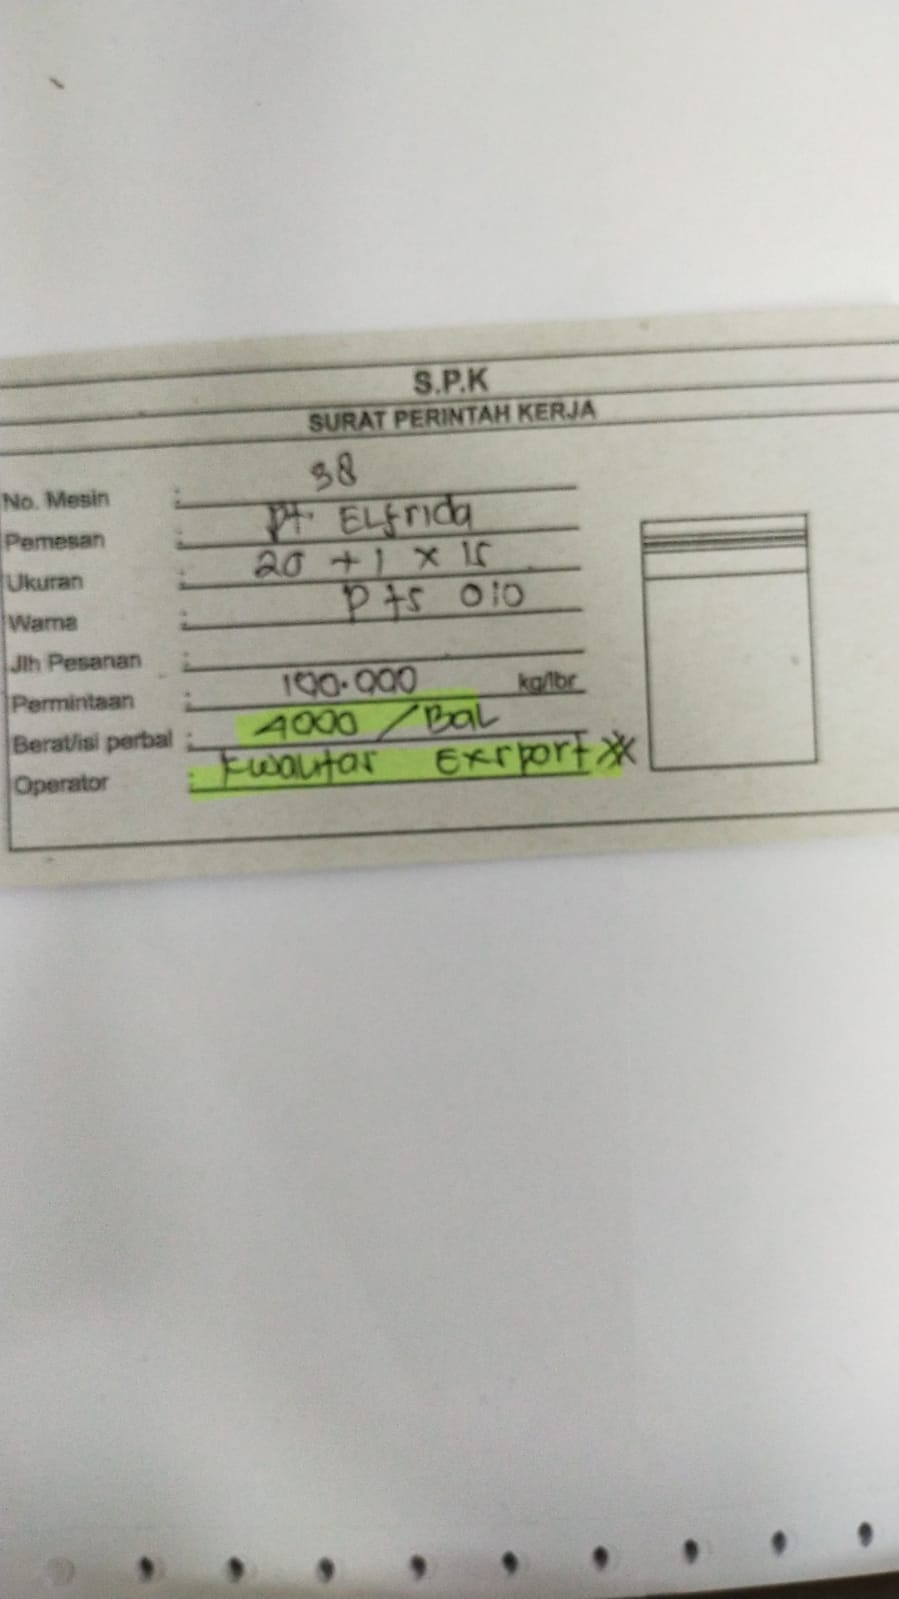 S.P.K
SURAT PERINTAH KERJA
No. Mesin : 38
Pemesan : Pt. ELfrida
Ukuran : 20 + 1 x 15
Warna : Pts 010
Jlh Pesanan :
Permintaan : 100.000 kg/lbr
Berat/isi perbal : 4000 / BaL
Operator : kwalitas Exrport **